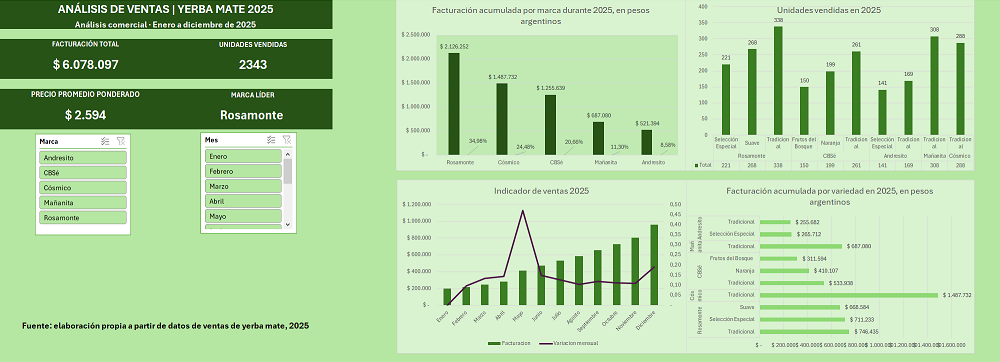 ANÁLISIS DE VENTAS | YERBA MATE 2025
Análisis comercial · Enero a diciembre de 2025
FACTURACIÓN TOTAL
UNIDADES VENDIDAS
$ 6.078.097
2343
PRECIO PROMEDIO PONDERADO
MARCA LÍDER
$ 2.594
Rosamonte
Marca
Andresito
CBSé
Cósmico
Mañanita
Rosamonte
Mes
Enero
Febrero
Marzo
Abril
Mayo
Fuente: elaboración propia a partir de datos de ventas de yerba mate, 2025
Facturación acumulada por marca durante 2025, en pesos
argentinos
$ 2.500.000
$ 2.000.000
$ 1.500.000
$ 1.000.000
$ 500.000
$ -
$ 2.126.252
$ 1.487.732
$ 1.255.639
$ 687.080
$ 521.394
34,98%
24,48%
20,66%
11,30%
8,58%
Rosamonte
Cósmico
CBSé
Mañanita
Andresito
Unidades vendidas en 2025
400
350
300
250
200
150
100
50
0
221
268
338
150
199
261
141
169
308
288
Selección Especial
Suave
Tradicional
Frutos del Bosque
Naranja
Tradicional
Selección Especial
Tradicional
Tradicional
Tradicional
Rosamonte
CBSé
Andresito
Mañanita
Cósmico
Total
221
268
338
150
199
261
141
169
308
288
Indicador de ventas 2025
$ 1.200.000
$ 1.000.000
$ 800.000
$ 600.000
$ 400.000
$ 200.000
$ -
0,50
0,45
0,40
0,35
0,30
0,25
0,20
0,15
0,10
0,05
-
Enero
Febrero
Marzo
Abril
Mayo
Junio
Julio
Agosto
Septiembre
Octubre
Noviembre
Diciembre
Facturacion
Variacion mensual
Facturación acumulada por variedad en 2025, en pesos
argentinos
Andresito
Tradicional
$ 255.682
Selección Especial
$ 265.712
Mañanita
Tradicional
$ 687.080
CBSé
Frutos del Bosque
$ 311.594
Naranja
$ 410.107
Tradicional
$ 533.938
Cósmico
Tradicional
$ 1.487.732
Rosamonte
Suave
$ 668.584
Selección Especial
$ 711.233
Tradicional
$ 746.435
$ - $ 200.000 $ 400.000 $ 600.000 $ 800.000 $ 1.000.000 $ 1.200.000 $ 1.400.000 $ 1.600.000